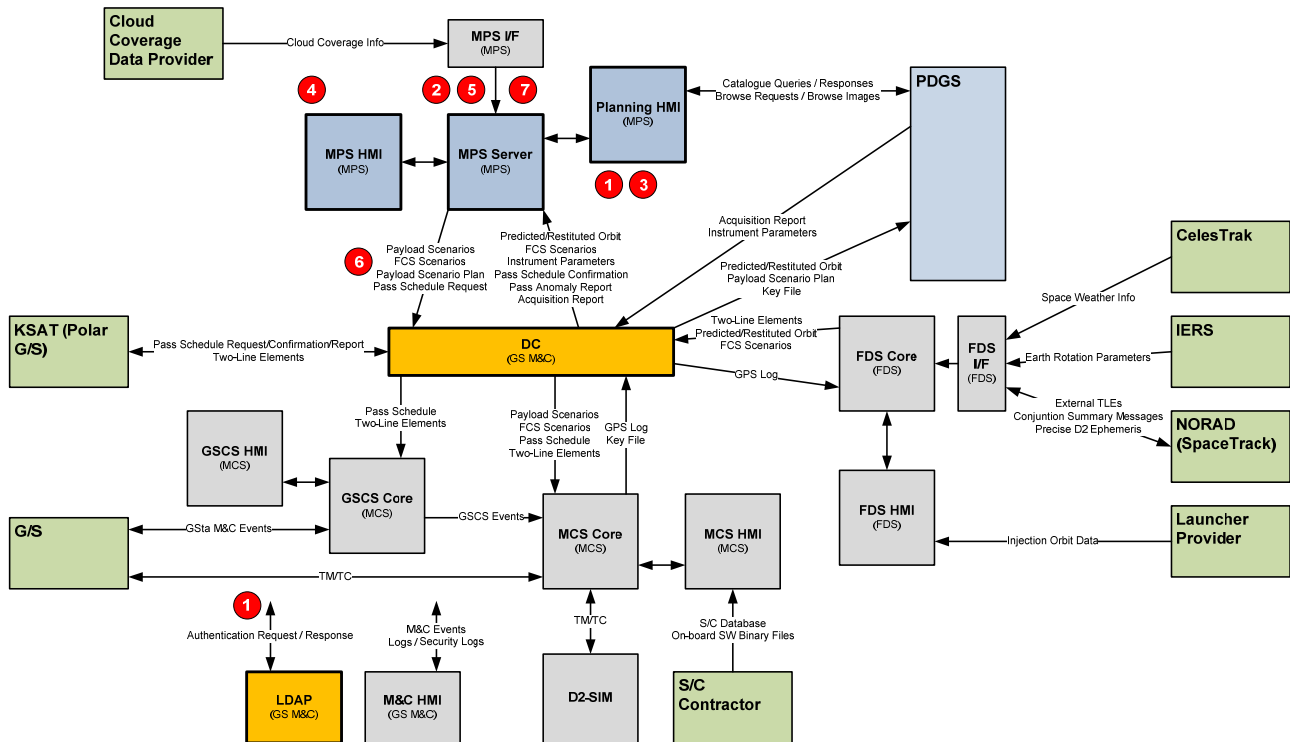 Cloud
Coverage
Data Provider
Cloud Coverage Info
MPS I/F
(MPS)
4
2
5
7
Planning HMI
(MPS)
Catalogue Queries / Responses
Browse Requests / Browse Images
PDGS
MPS HMI
(MPS)
MPS Server
(MPS)
1
3
6
Payload Scenarios
FCS Scenarios
Payload Scenario Plan
Pass Schedule Request
Predicted/Restituted Orbit
FCS Scenarios
Instrument Parameters
Pass Schedule Confirmation
Pass Anomaly Report
Acquisition Report
Acquisition Report
Instrument Parameters
Predicted/Restituted Orbit
Payload Scenario Plan
Key File
CelesTrak
Space Weather Info
KSAT (Polar
G/S)
Pass Schedule Request/Confirmation/Report
Two-Line Elements
DC
(GS M&C)
Two-Line Elements
Predicted/Restituted Orbit
FCS Scenarios
GPS Log
FDS Core
(FDS)
FDS
I/F
(FDS)
IERS
Earth Rotation Parameters
External TLEs
Conjuntion Summary Messages
Precise D2 Ephemeris
NORAD
(SpaceTrack)
Pass Schedule
Two-Line Elements
Payload Scenarios
FCS Scenarios
Pass Schedule
Two-Line Elements
GPS Log
Key File
GSCS HMI
(MCS)
GSCS Core
(MCS)
GSCS Events
MCS Core
(MCS)
MCS HMI
(MCS)
FDS HMI
(FDS)
Injection Orbit Data
Launcher
Provider
G/S
GSta M&C Events
TM/TC
1
Authentication Request / Response
M&C Events
Logs / Security Logs
TM/TC
S/C Database
On-board SW Binary Files
LDAP
(GS M&C)
M&C HMI
(GS M&C)
D2-SIM
S/C
Contractor